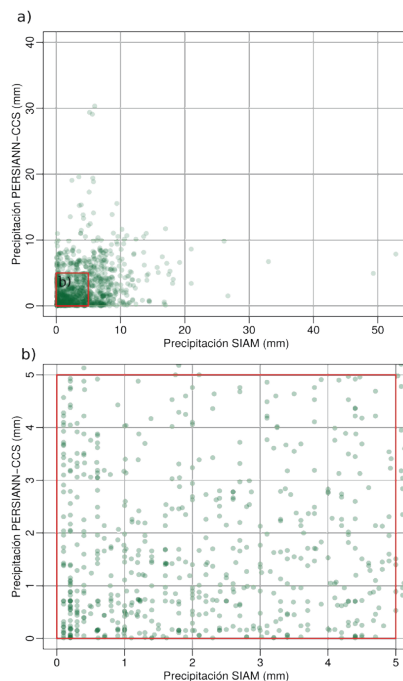 a)
Precipitación PERSIANN−CCS (mm)
40
30
20
10
0
b)
0 10 20 30 40 50
Precipitación SIAM (mm)
b)
Precipitación PERSIANN−CCS (mm)
5
4
3
2
1
0
0 1 2 3 4 5
Precipitación SIAM (mm)